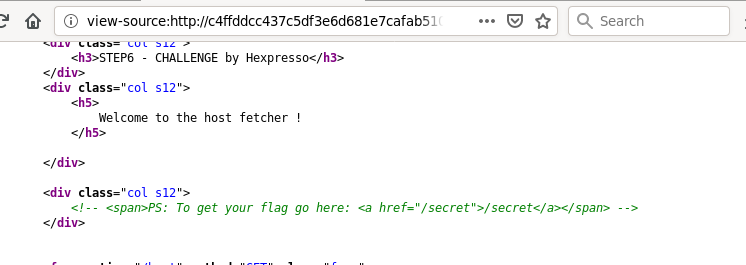 view-source:http://c4ffddcc437c5df3e6d681e7cafab51
Search
<div class="col s12">
<h3>STEP6 - CHALLENGE by Hexpresso</h3>
</div>
<div class="col s12">
<h5>
Welcome to the host fetcher !
</h5>
</div>
<div class="col s12">
<!-- <span>PS: To get your flag go here: <a href="/secret">/secret</a></span> -->
</div>